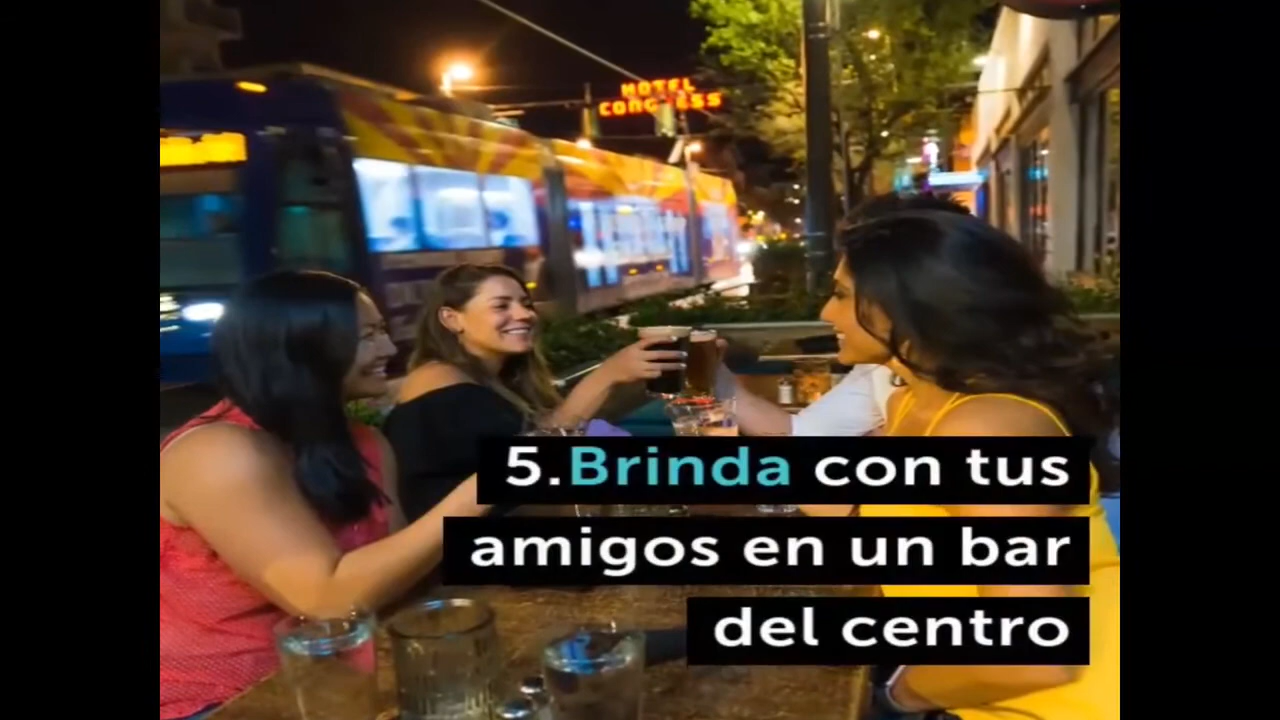 HOTEL
CONGRESS
5.Brinda con tus
amigos en un bar
del centro